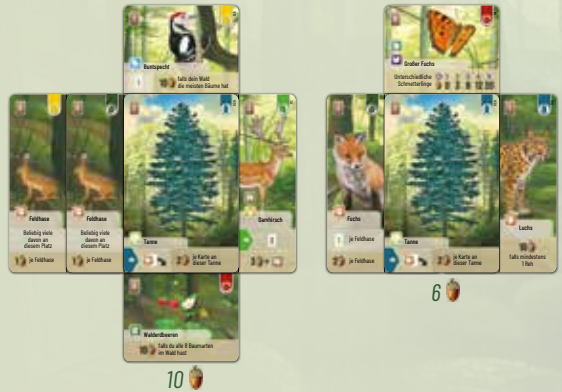 Buntspecht
falls dein Wald
die meisten Bäume hat
Großer Fuchs
Unterschiedliche
Schmetterlinge
Feldhase
Beliebig viele
davon an
diesem Platz
je Feldhase
Feldhase
Beliebig viele
davon an
diesem Platz
je Feldhase
Tanne
je Karte an
dieser Tanne
Damhirsch
Fuchs
je Feldhase
je Feldhase
Tanne
je Karte an
dieser Tanne
Luchs
falls mindestens
1 Reh
Walderdbeeren
falls du alle 8 Baumarten
im Wald hast
10
6